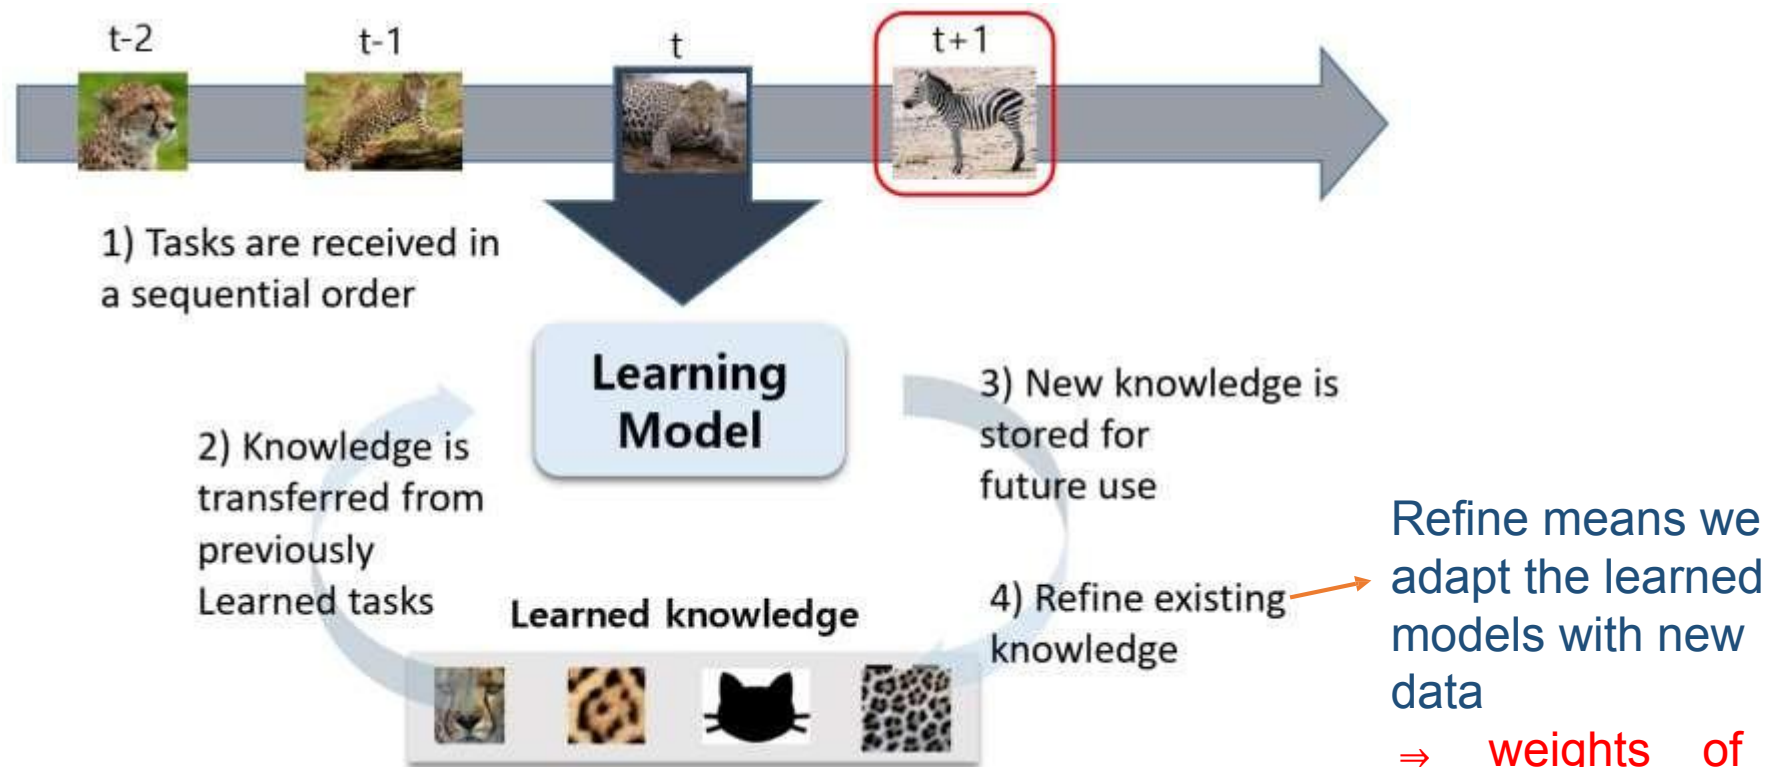 t-2
t-1
t
t+1
1) Tasks are received in
a sequential order
Learning
Model
2) Knowledge is
transferred from
previously
Learned tasks
3) New knowledge is
stored for
future use
4) Refine existing
knowledge
Learned knowledge
Refine means we
adapt the learned
models with new
data
⇒ weights of